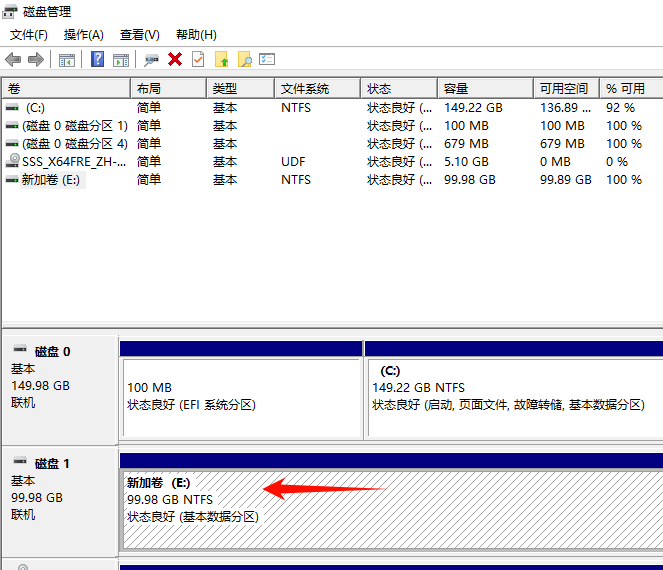 磁盘管理
文件(F) 操作(A) 查看(V) 帮助(H)
卷 布局 类型 文件系统 状态 容量 可用空间 % 可用
(C:) 简单 基本 NTFS 状态良好 (... 149.22 GB 136.89 ... 92 %
(磁盘 0 磁盘分区 1) 简单 基本 状态良好 (... 100 MB 100 MB 100 %
(磁盘 0 磁盘分区 4) 简单 基本 状态良好 (... 679 MB 679 MB 100 %
SSS_X64FRE_ZH-... 简单 基本 UDF 状态良好 (... 5.10 GB 0 MB 0 %
新加卷 (E:) 简单 基本 NTFS 状态良好 (... 99.98 GB 99.89 GB 100 %
磁盘 0
基本
149.98 GB
联机
100 MB
状态良好 (EFI 系统分区)
(C:)
149.22 GB NTFS
状态良好 (启动, 页面文件, 故障转储, 基本数据分区)
磁盘 1
基本
99.98 GB
联机
新加卷 (E:)
99.98 GB NTFS
状态良好 (基本数据分区)